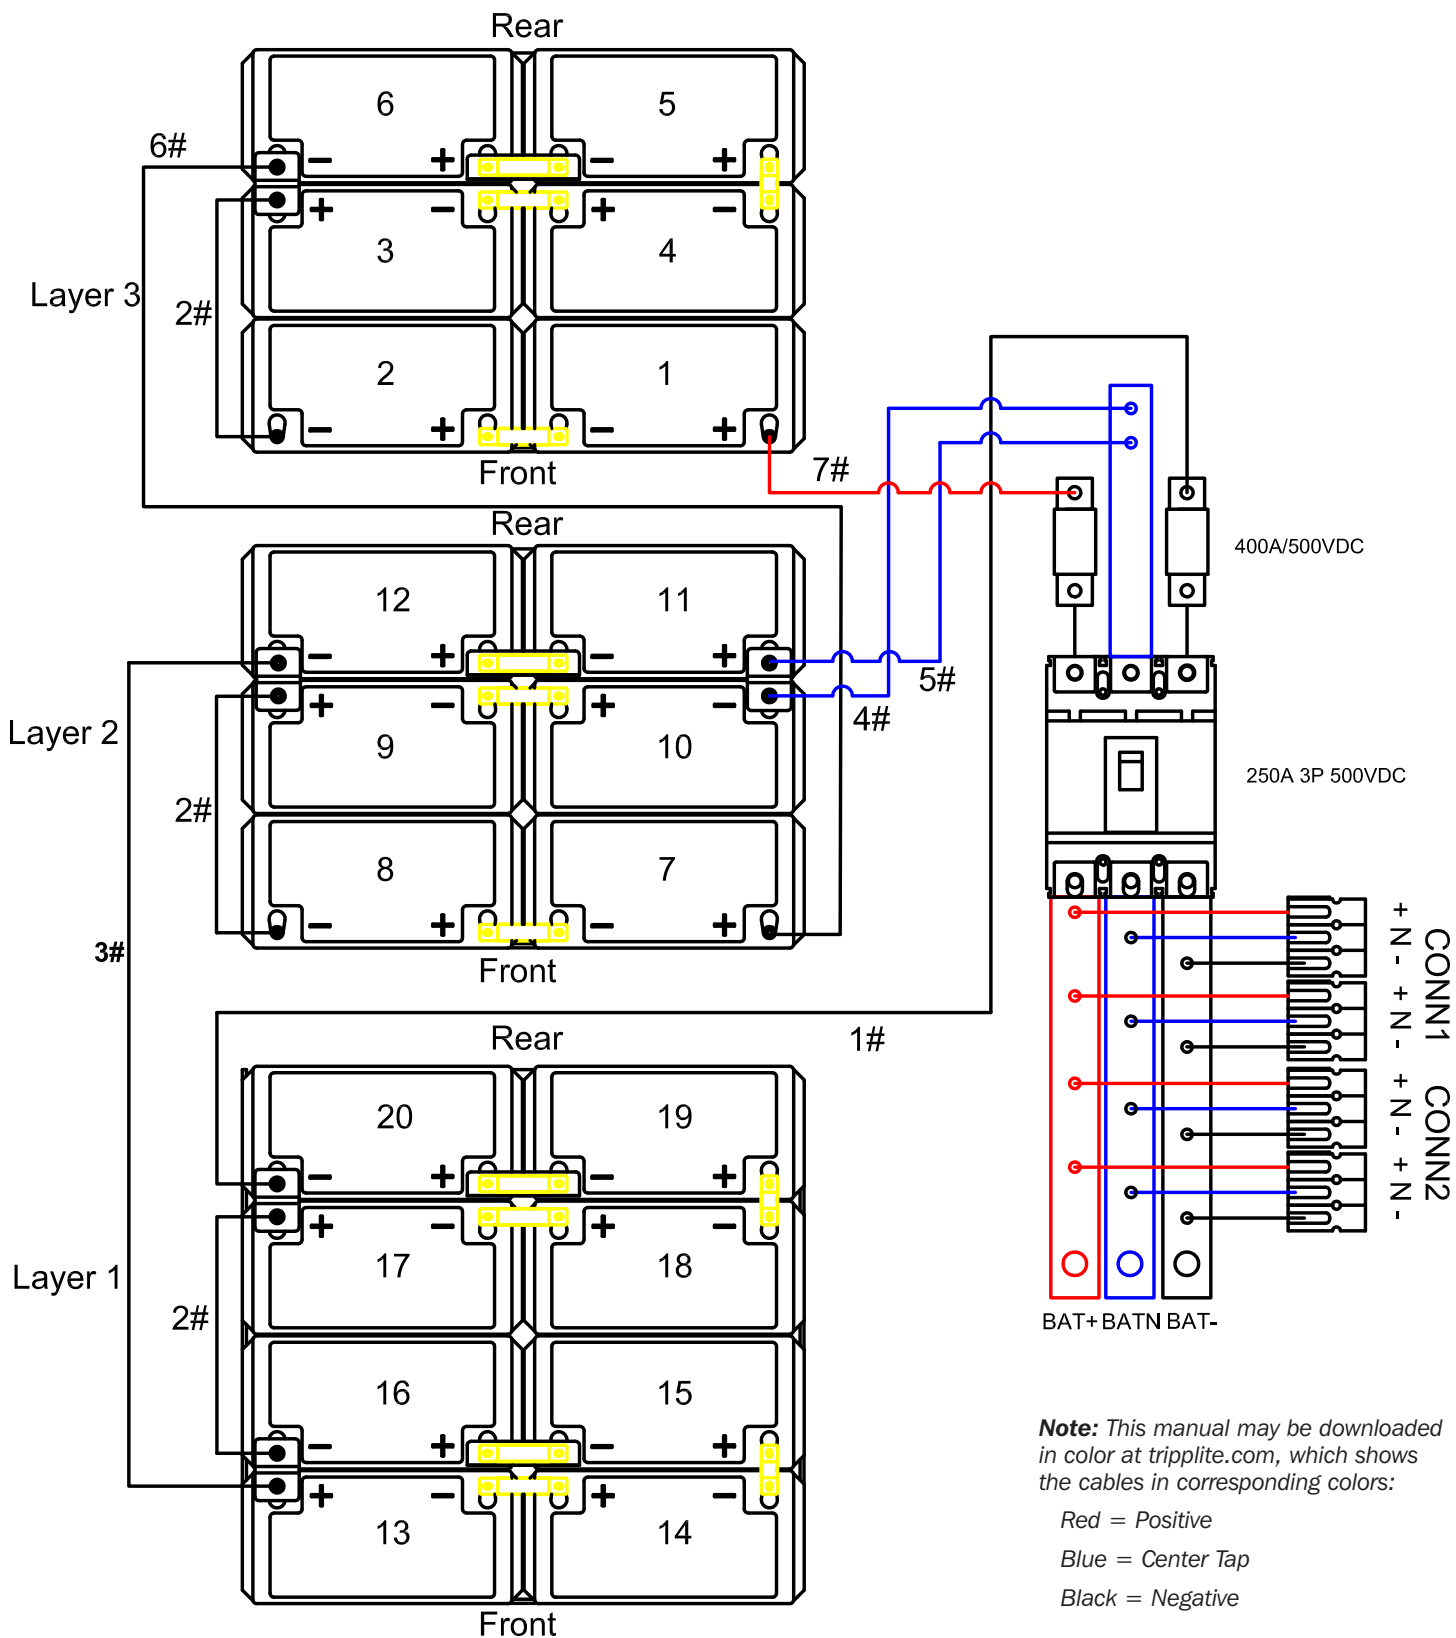 Rear
6
5
6#
- + - +
+ - + -
3
4
Layer 3
2#
2
1
- + - +
Front
7#
Rear
400A/500VDC
12
11
- + - +
5#
+ - + -
4#
Layer 2
9
10
250A 3P 500VDC
2#
8
7
- + - +
3#
Front
+ N -
CONN1
+ N -
+ N -
CONN2
+ N -
1#
Rear
20
19
- + - +
+ - + -
17
18
Layer 1
2#
BAT+ BATN BAT-
16
15
- + - +
+ - + -
13
14
Front
Note: This manual may be downloaded
in color at tripplite.com, which shows
the cables in corresponding colors:
Red = Positive
Blue = Center Tap
Black = Negative